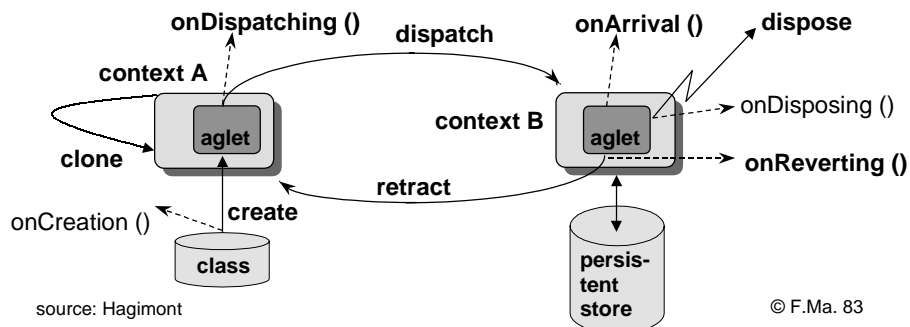 onDispatching ()
dispatch
onArrival ()
dispose
context A
aglet
clone
context B
aglet
onDisposing ()
onReverting ()
retract
create
onCreation ()
class
persis-
tent
store
source: Hagimont
© F.Ma. 83